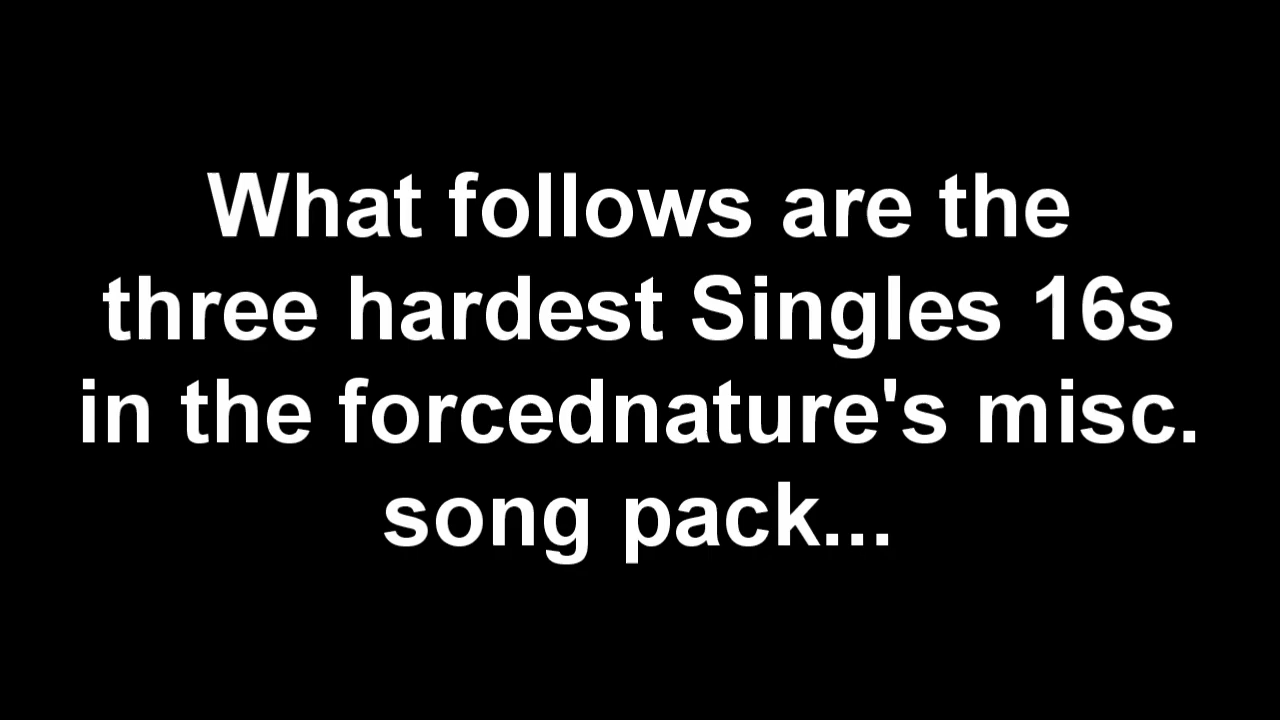 What follows are the
three hardest Singles 16s
in the forcednature's misc.
song pack...